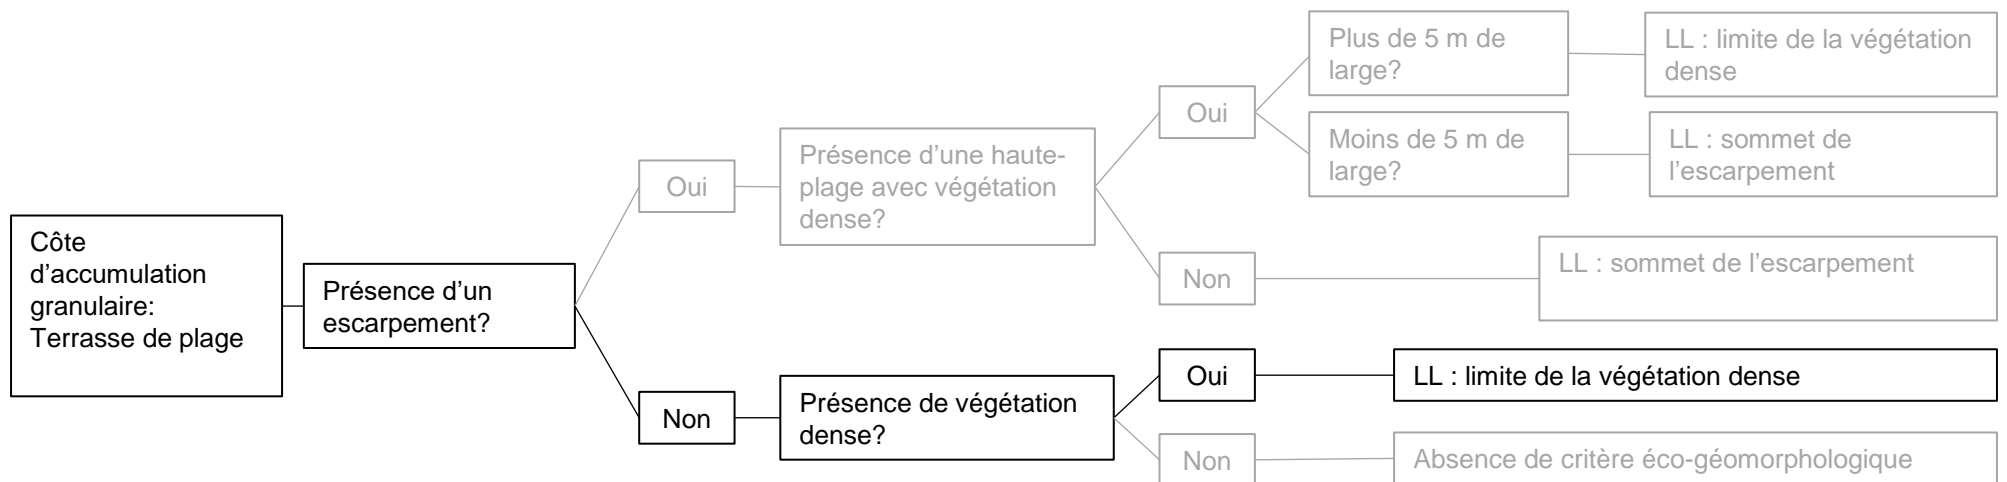 Côte
d’accumulation
granulaire:
Terrasse de plage
Présence d’un
escarpement?
Oui
Présence d’une haute-
plage avec végétation
dense?
Oui
Plus de 5 m de
large?
LL : limite de la végétation
dense
Moins de 5 m de
large?
LL : sommet de
l’escarpement
Non
LL : sommet de l’escarpement
Non
Présence de végétation
dense?
Oui
LL : limite de la végétation dense
Non
Absence de critère éco-géomorphologique